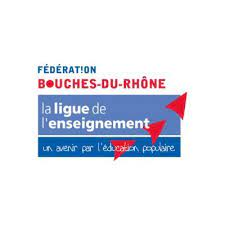 FÉDÉRAT!ON
BOUCHES-DU-RHÔNE
la ligue de
l'enseignement
un avenir par l'éducation populaire